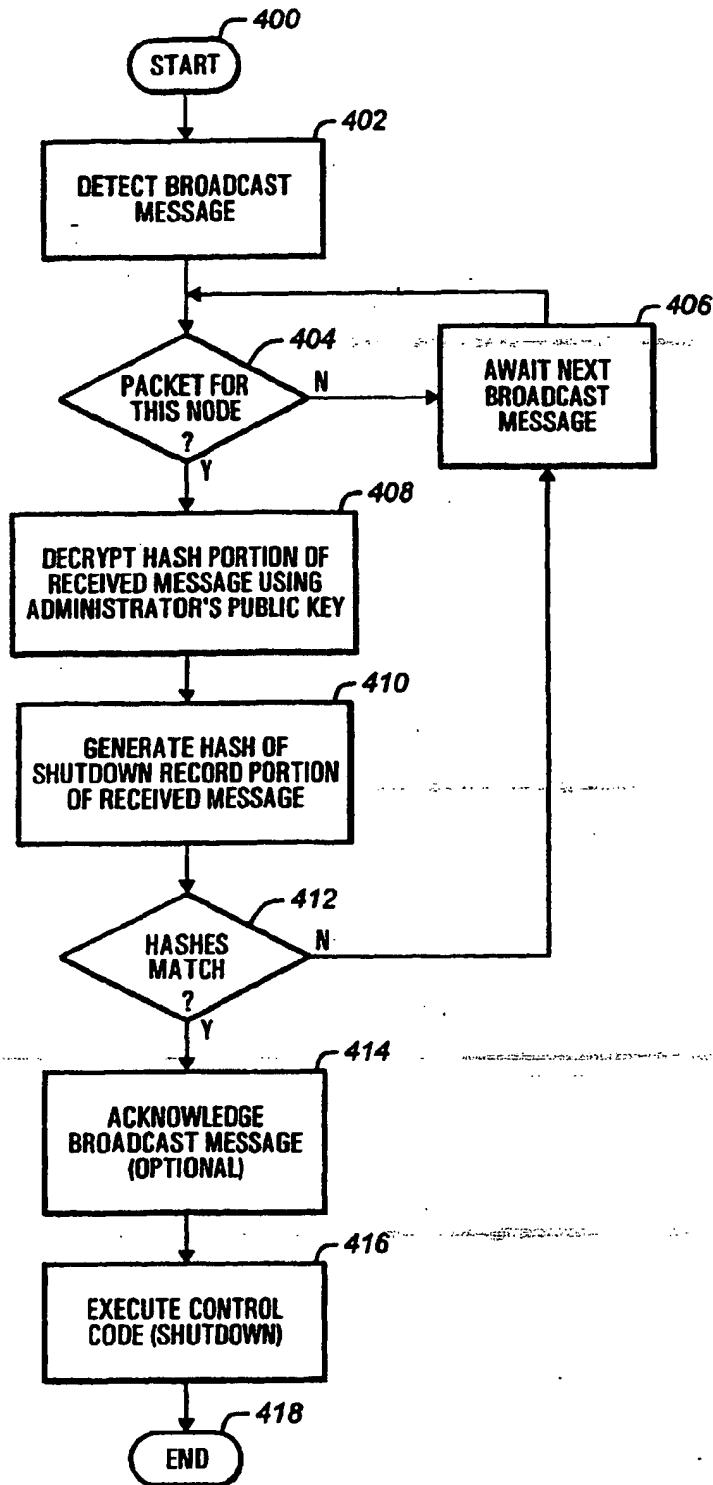 400
START
402
DETECT BROADCAST
MESSAGE
404
PACKET FOR
THIS NODE
?
N
Y
406
AWAIT NEXT
BROADCAST
MESSAGE
408
DECRYPT HASH PORTION OF
RECEIVED MESSAGE USING
ADMINISTRATOR'S PUBLIC KEY
410
GENERATE HASH OF
SHUTDOWN RECORD PORTION
OF RECEIVED MESSAGE
412
HASHES
MATCH
?
N
Y
414
ACKNOWLEDGE
BROADCAST MESSAGE
(OPTIONAL)
416
EXECUTE CONTROL
CODE (SHUTDOWN)
418
END